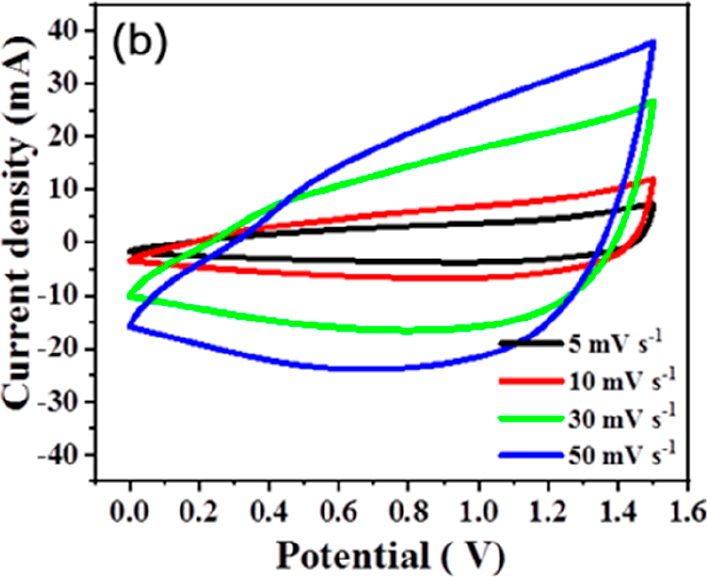 (b)
Current density (mA)
40
30
20
10
0
-10
-20
-30
-40
5 mV s⁻¹
10 mV s⁻¹
30 mV s⁻¹
50 mV s⁻¹
0.0 0.2 0.4 0.6 0.8 1.0 1.2 1.4 1.6
Potential ( V)